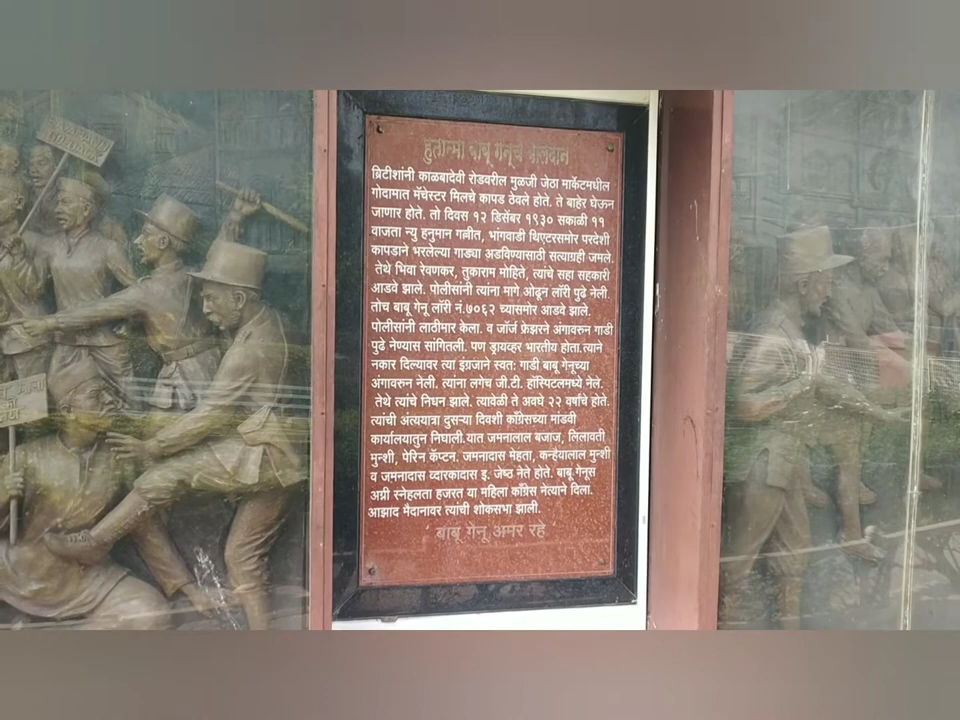 हुतात्मा बाबू गेनूचे बलिदान
ब्रिटीशांनी काळबादेवी रोडवरील मुळजी जेठा मार्केटमधील
गोदामात मँचेस्टर मिलचे कापड ठेवले होते. ते बाहेर घेऊन
जाणार होते. तो दिवस १२ डिसेंबर १९३० सकाळी ११
वाजता न्यु हनुमान गल्लीत, भांगवाडी थिएटरसमोर परदेशी
कापडाने भरलेल्या गाड्या अडविण्यासाठी सत्याग्रही जमले.
तेथे भिवा रेवणकर, तुकाराम मोहिते, त्यांचे सहा सहकारी
आडवे झाले. पोलीसांनी त्यांना मागे ओढून लॉरी पुढे नेली.
तोच बाबू गेनू लॉरी नं.७०६२ च्यासमोर आडवे झाले.
पोलीसांनी लाठीमार केला. व जॉर्ज फ्रेझरने अंगावरुन गाडी
पुढे नेण्यास सांगितली. पण ड्रायव्हर भारतीय होता.त्याने
नकार दिल्यावर त्या इंग्रजाने स्वतः गाडी बाबू गेनूच्या
अंगावरुन नेली. त्यांना लगेच जी.टी. हॉस्पिटलमध्ये नेले.
तेथे त्यांचे निधन झाले. त्यावेळी ते अवघे २२ वर्षांचे होते.
त्यांची अंत्ययात्रा दुसऱ्या दिवशी काँग्रेसच्या मांडवी
कार्यालयातुन निघाली.यात जमनालाल बजाज, लिलावती
मुन्शी, पेरिन कॅप्टन. जमनादास मेहता, कन्हैयालाल मुन्शी
व जमनादास व्दारकादास इ. जेष्ठ नेते होते. बाबू गेनूस
अग्नी स्नेहलता हजरत या महिला काँग्रेस नेत्याने दिला.
आझाद मैदानावर त्यांची शोकसभा झाली.
‘ बाबू गेनू अमर रहे ’